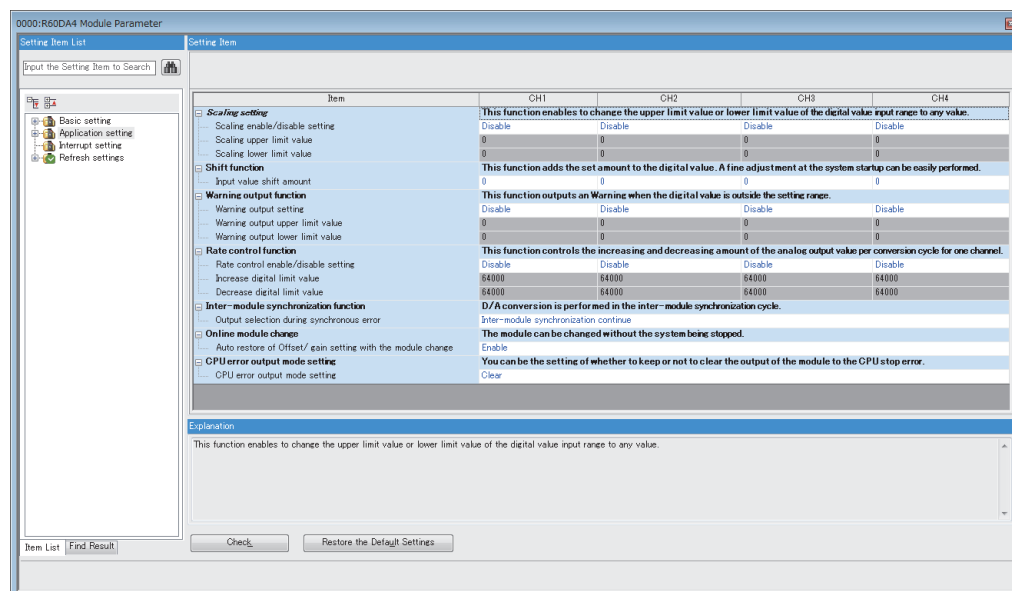 0000:R60DA4 Module Parameter
Setting Item List
Input the Setting Item to Search
Basic setting
Application setting
Interrupt setting
Refresh settings
Item List
Find Result
Setting Item
Item CH1 CH2 CH3 CH4
Scaling setting This function enables to change the upper limit value or lower limit value of the digital value input range to any value.
Scaling enable/disable setting Disable Disable Disable Disable
Scaling upper limit value 0 0 0 0
Scaling lower limit value 0 0 0 0
Shift function This function adds the set amount to the digital value. A fine adjustment at the system startup can be easily performed.
Input value shift amount 0 0 0 0
Warning output function This function outputs an Warning when the digital value is outside the setting range.
Warning output setting Disable Disable Disable Disable
Warning output upper limit value 0 0 0 0
Warning output lower limit value 0 0 0 0
Rate control function This function controls the increasing and decreasing amount of the analog output value per conversion cycle for one channel.
Rate control enable/disable setting Disable Disable Disable Disable
Increase digital limit value 64000 64000 64000 64000
Decrease digital limit value 64000 64000 64000 64000
Inter-module synchronization function D/A conversion is performed in the inter-module synchronization cycle.
Output selection during synchronous error Inter-module synchronization continue
Online module change The module can be changed without the system being stopped.
Auto restore of Offset/ gain setting with the module change Enable
CPU error output mode setting You can be the setting of whether to keep or not to clear the output of the module to the CPU stop error.
CPU error output mode setting Clear
Explanation
This function enables to change the upper limit value or lower limit value of the digital value input range to any value.
Check
Restore the Default Settings